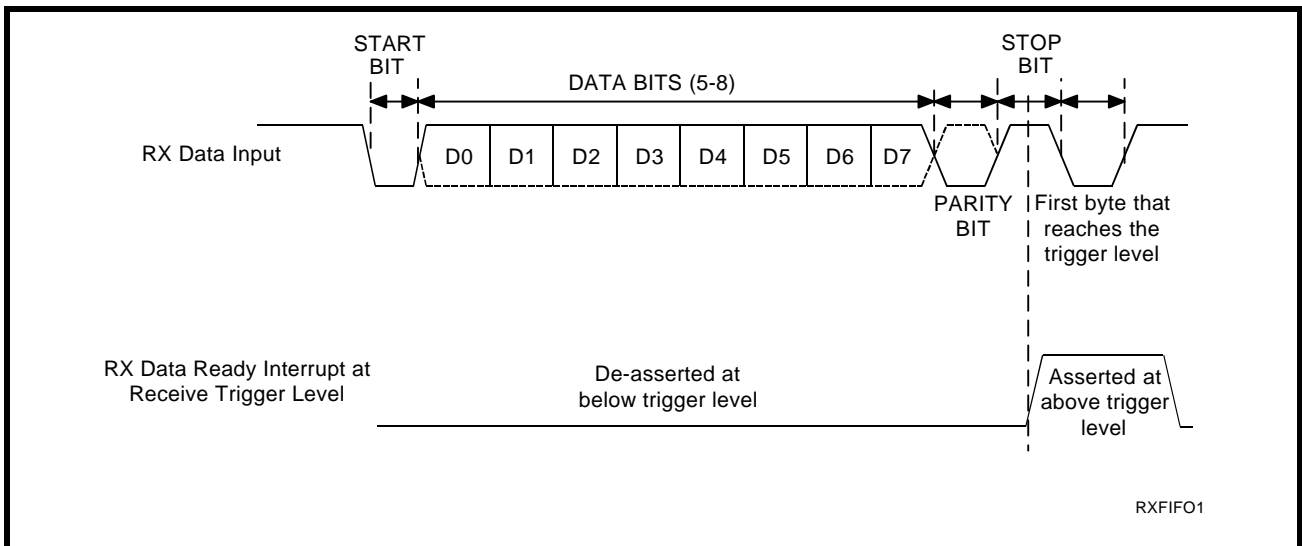 START
BIT
STOP
BIT
DATA BITS (5-8)
RX Data Input
D0 D1 D2 D3 D4 D5 D6 D7
PARITY
BIT
First byte that
reaches the
trigger level
RX Data Ready Interrupt at
Receive Trigger Level
De-asserted at
below trigger level
Asserted at
above trigger
level
RXFIFO1